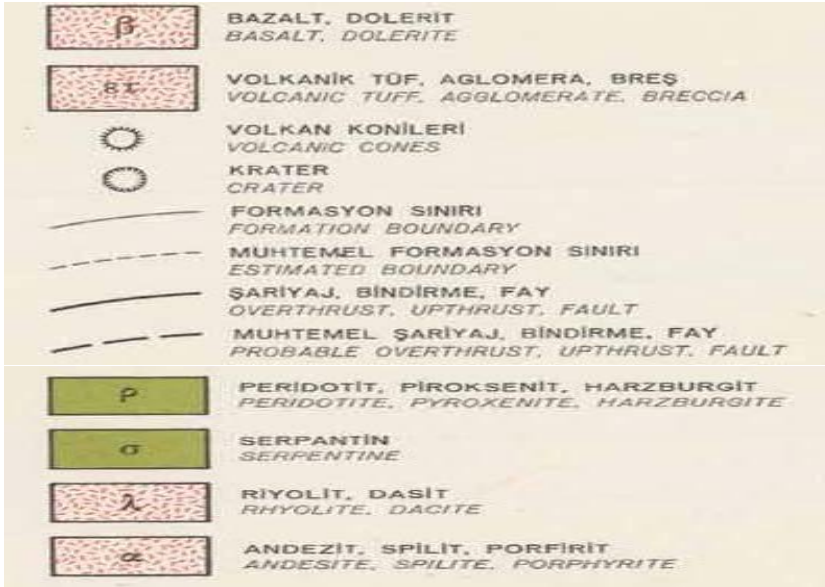 β
BAZALT, DOLERİT
BASALT, DOLERITE
VOLKANİK TÜF, AGLOMERA, BREŞ
VOLCANIC TUFF, AGGLOMERATE, BRECCIA
VOLKAN KONİLERİ
VOLCANIC CONES
KRATER
CRATER
FORMASYON SINIRI
FORMATION BOUNDARY
MUHTEMEL FORMASYON SINIRI
ESTIMATED BOUNDARY
ŞARİYAJ, BİNDİRME, FAY
OVERTHRUST, UPTHRUST, FAULT
MUHTEMEL ŞARİYAJ, BİNDİRME, FAY
PROBABLE OVERTHRUST, UPTHRUST, FAULT
ρ
PERİDOTİT, PİROKSENİT, HARZBURGİT
PERIDOTITE, PYROXENITE, HARZBURGITE
σ
SERPANTİN
SERPENTINE
λ
RİYOLİT, DASİT
RHYOLITE, DACITE
α
ANDEZİT, SPİLİT, PORFİRİT
ANDESITE, SPILITE, PORPHYRITE